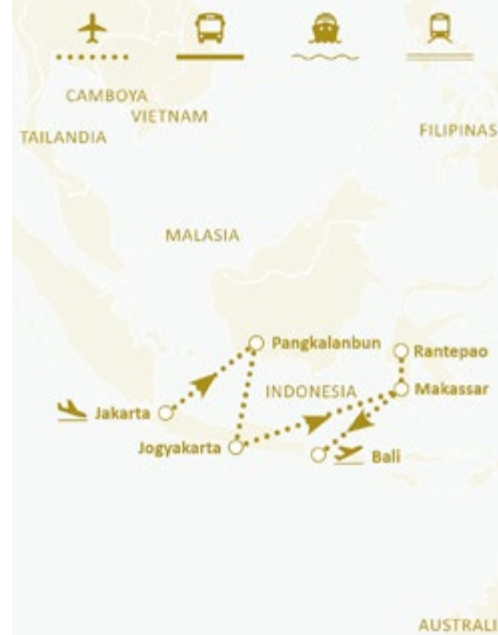 CAMBOYA
VIETNAM
TAILANDIA
FILIPINAS
MALASIA
Pangkalanbun
Rantepao
INDONESIA
Makassar
Jakarta
Jogyakarta
Bali
AUSTRALI